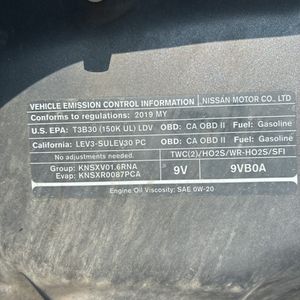 VEHICLE EMISSION CONTROL INFORMATION NISSAN MOTOR CO., LTD
Conforms to regulations: 2019 MY
U.S. EPA: T3B30 (150K UL) LDV OBD: CA OBD II Fuel: Gasoline
California: LEV3-SULEV30 PC OBD: CA OBD II Fuel: Gasoline
No adjustments needed. TWC(2)/HO2S/WR-HO2S/SFI
Group: KNSXV01.6RNA 9V 9VB0A
Evap: KNSXR0087PCA
Engine Oil Viscosity: SAE 0W-20